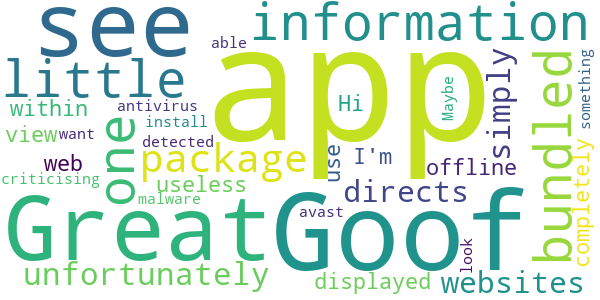 see
information
app
able
little
Hi
Maybe
simply
bundled
something
within
antivirus
install
view
want
one
detected
package
use
I'm
offline
completely
web
criticising
useless
malware
directs
Great
Goof
avast
look
unfortunately
displayed
websites